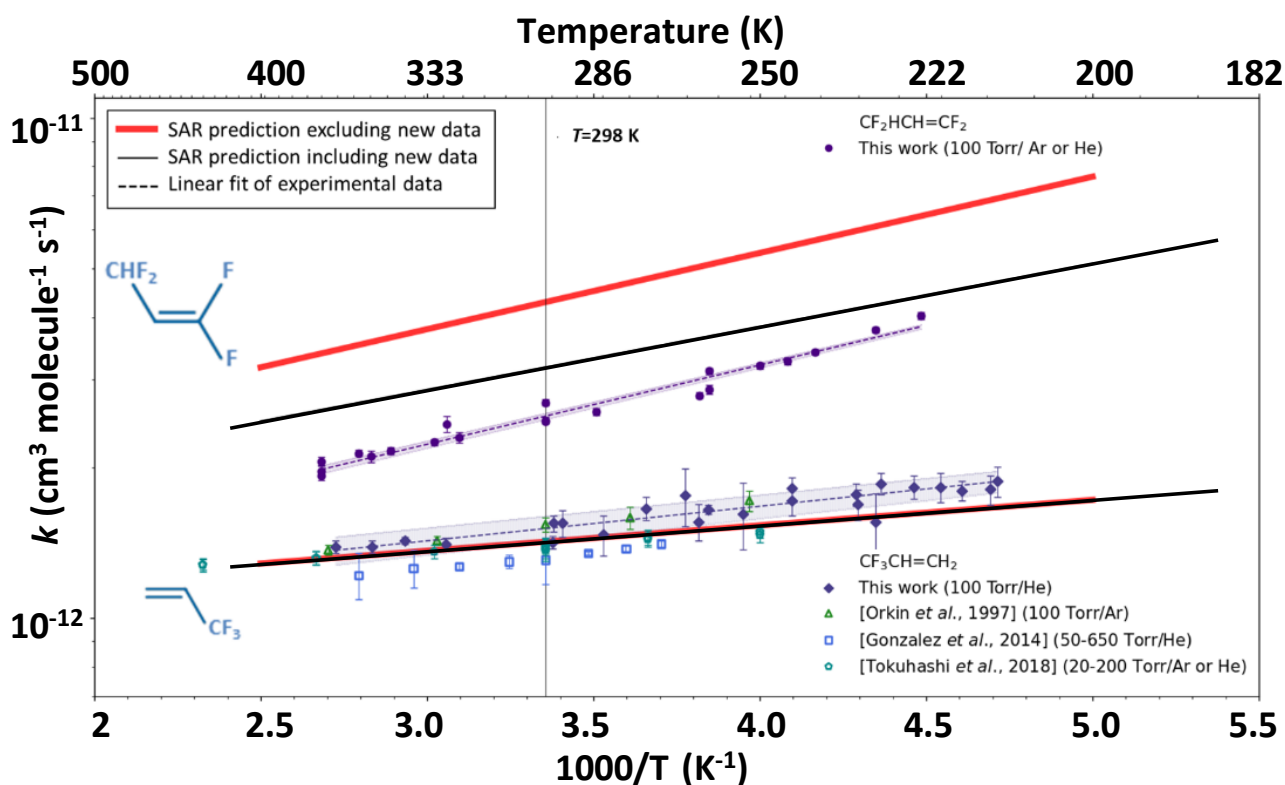 Temperature (K)
500 400 333 286 250 222 200 182
10-11
SAR prediction excluding new data
SAR prediction including new data
Linear fit of experimental data
T=298 K
CF2HCH=CF2
This work (100 Torr/ Ar or He)
CHF2 F
F
k (cm3 molecule-1 s-1)
CF3CH=CH2
This work (100 Torr/He)
[Orkin et al., 1997] (100 Torr/Ar)
[Gonzalez et al., 2014] (50-650 Torr/He)
[Tokuhashi et al., 2018] (20-200 Torr/Ar or He)
CF3
10-12
2 2.5 3.0 3.5 4.0 4.5 5.0 5.5
1000/T (K-1)